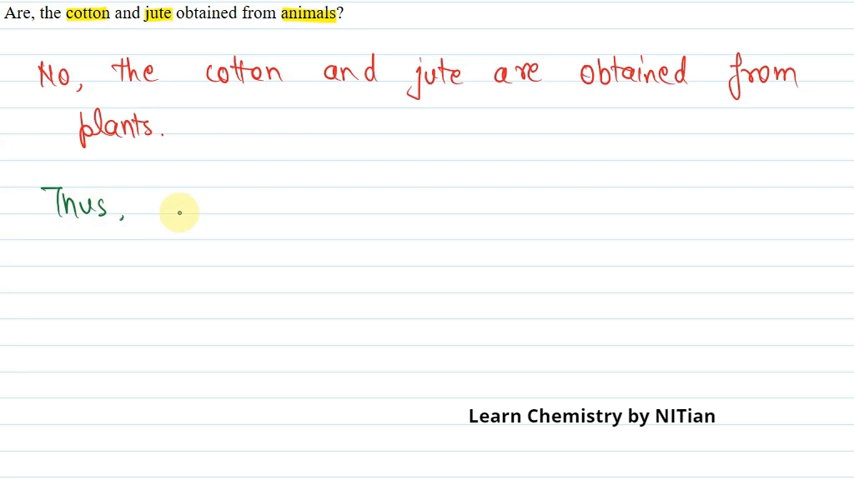 Are, the cotton and jute obtained from animals?
No, the cotton and jute are obtained from
plants.
Thus,
Learn Chemistry by NITian